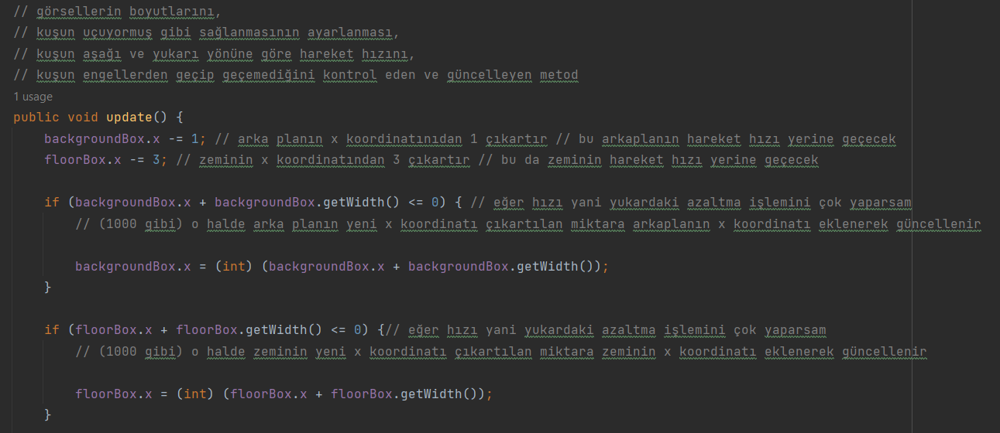 // görsellerin boyutlarını,
// kuşun uçuyormuş gibi sağlanmasının ayarlanması,
// kuşun aşağı ve yukarı yönüne göre hareket hızını,
// kuşun engellerden geçip geçemediğini kontrol eden ve güncelleyen metod
1 usage
public void update() {
    backgroundBox.x -= 1; // arka planın x koordinatınıdan 1 çıkartır // bu arkaplanın hareket hızı yerine geçecek
    floorBox.x -= 3; // zeminin x koordinatından 3 çıkartır // bu da zeminin hareket hızı yerine geçecek
    if (backgroundBox.x + backgroundBox.getWidth() <= 0) { // eğer hızı yani yukardaki azaltma işlemini çok yaparsam
        // (1000 gibi) o halde arka planın yeni x koordinatı çıkartılan miktara arkaplanın x koordinatı eklenerek güncellenir
        backgroundBox.x = (int) (backgroundBox.x + backgroundBox.getWidth());
    }
    if (floorBox.x + floorBox.getWidth() <= 0) {// eğer hızı yani yukardaki azaltma işlemini çok yaparsam
        // (1000 gibi) o halde zeminin yeni x koordinatı çıkartılan miktara zeminin x koordinatı eklenerek güncellenir
        floorBox.x = (int) (floorBox.x + floorBox.getWidth());
    }